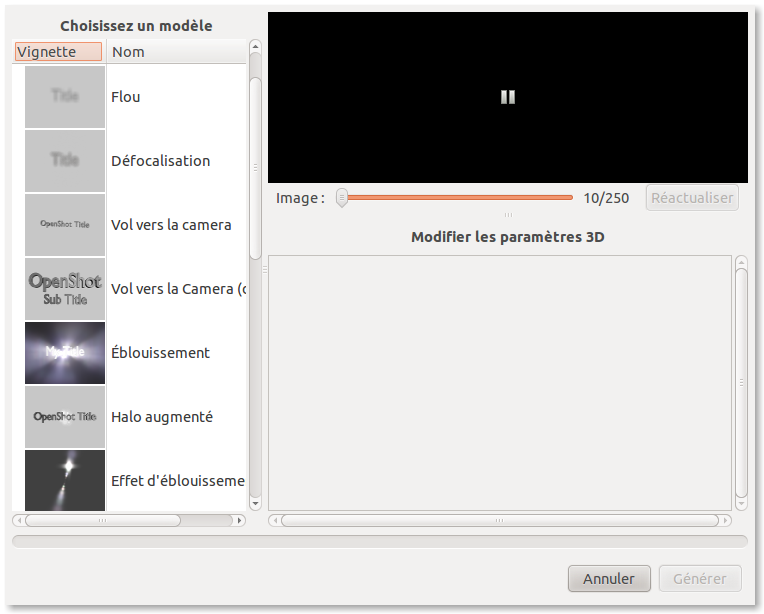 Choisissez un modèle
Vignette Nom
Title
Flou
Title
Défocalisation
OpenShot Title
Vol vers la camera
OpenShot
Sub Title
Vol vers la Camera (c
My Title
Éblouissement
OpenShot Title
Halo augmenté
Effet d'éblouisseme
Image : 10/250 Réactualiser
Modifier les paramètres 3D
Annuler Générer